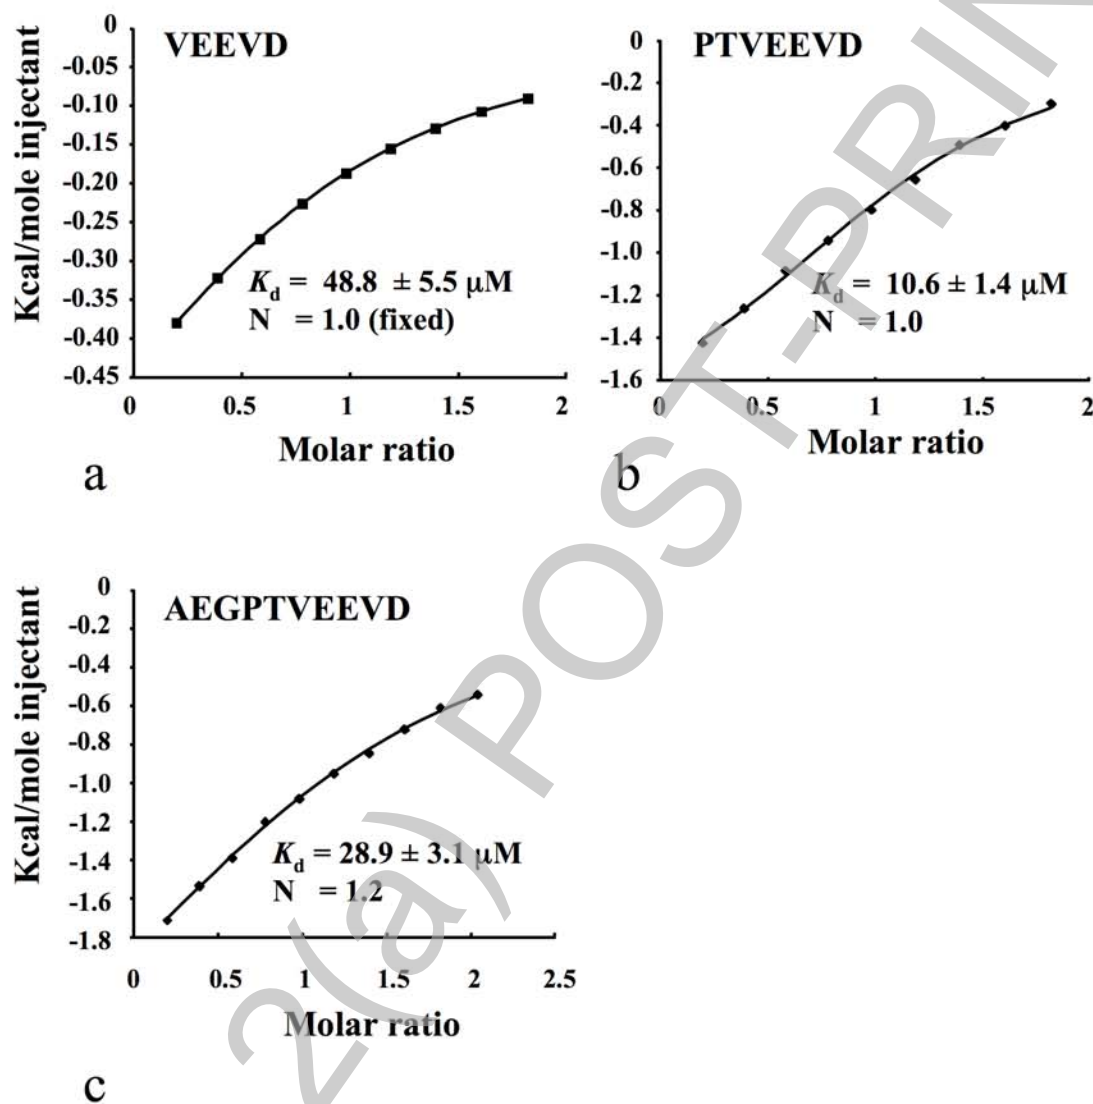 VEEVD
Kcal/mole injectant
0
-0.05
-0.10
-0.15
-0.20
-0.25
-0.30
-0.35
-0.40
-0.45
Kd = 48.8 ± 5.5 μM
N = 1.0 (fixed)
0 0.5 1 1.5 2
Molar ratio
a
PTVEEVD
0
-0.2
-0.4
-0.6
-0.8
-1.0
-1.2
-1.4
-1.6
Kd = 10.6 ± 1.4 μM
N = 1.0
0 0.5 1 1.5 2
Molar ratio
b
AEGPTVEEVD
Kcal/mole injectant
0
-0.2
-0.4
-0.6
-0.8
-1.0
-1.2
-1.4
-1.6
-1.8
Kd = 28.9 ± 3.1 μM
N = 1.2
0 0.5 1 1.5 2 2.5
Molar ratio
c
2(a) POST-PRIN